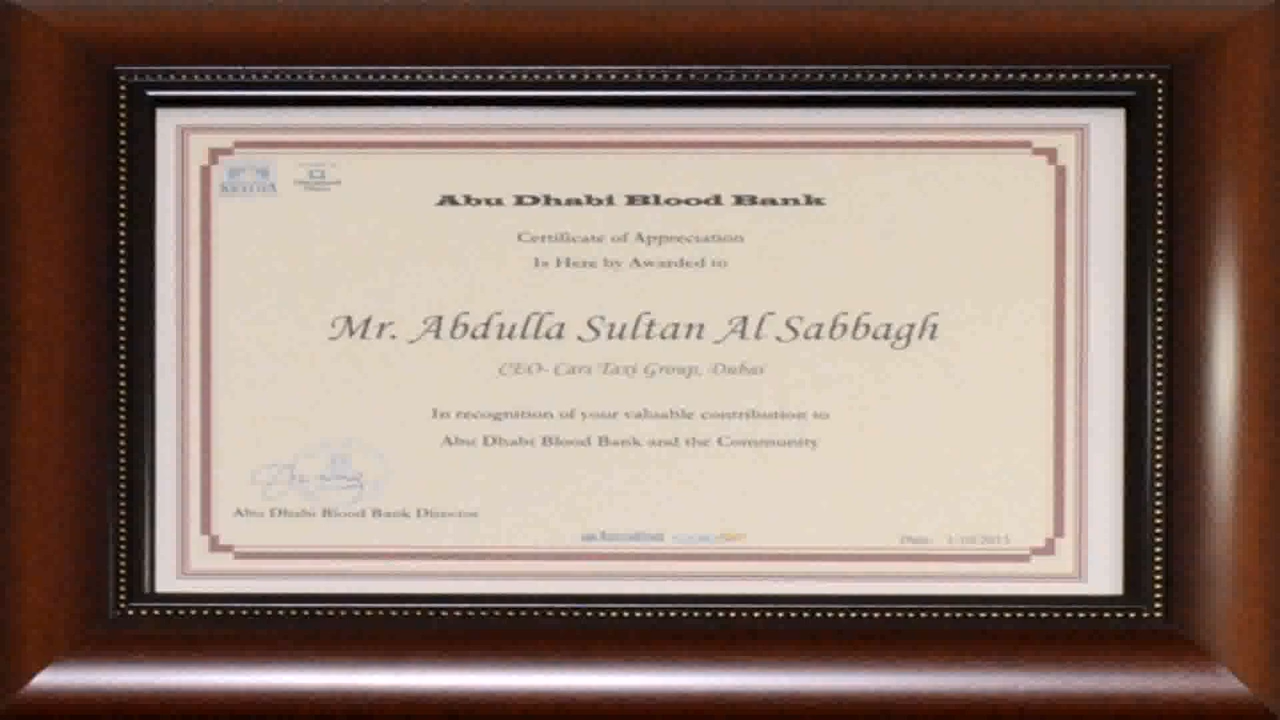 Abu Dhabi Blood Bank
Certificate of Appreciation
Is Here by Awarded to
Mr. Abdulla Sultan Al Sabbagh
CEO- Cars Taxi Group, Dubai
In recognition of your valuable contribution to
Abu Dhabi Blood Bank and the Community
Abu Dhabi Blood Bank Director
Date: